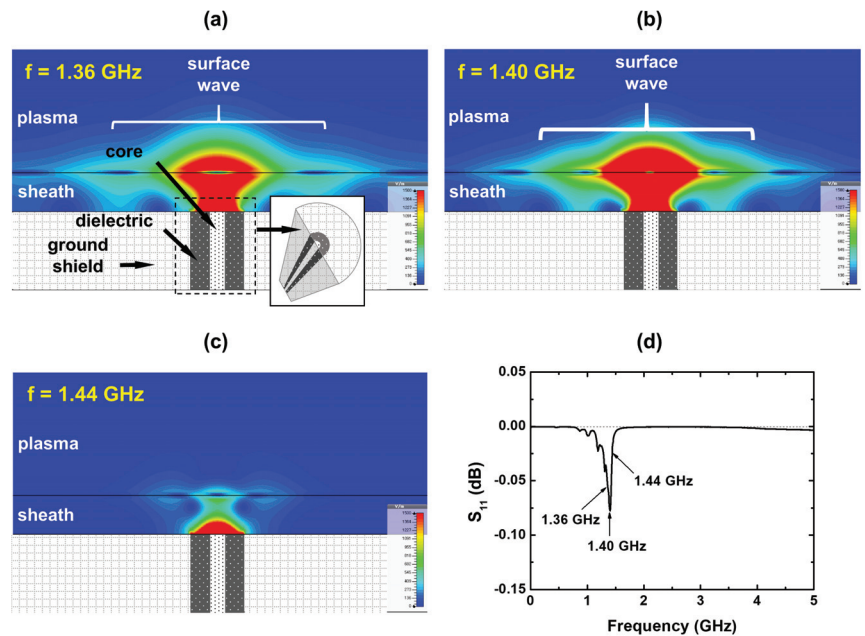 (a)
f = 1.36 GHz
surface
wave
plasma
core
sheath
dielectric
ground
shield
(b)
f = 1.40 GHz
surface
wave
plasma
sheath
(c)
f = 1.44 GHz
plasma
sheath
(d)
0.05
0.00
-0.05
-0.10
-0.15
S11 (dB)
1.44 GHz
1.36 GHz
1.40 GHz
0 1 2 3 4 5
Frequency (GHz)